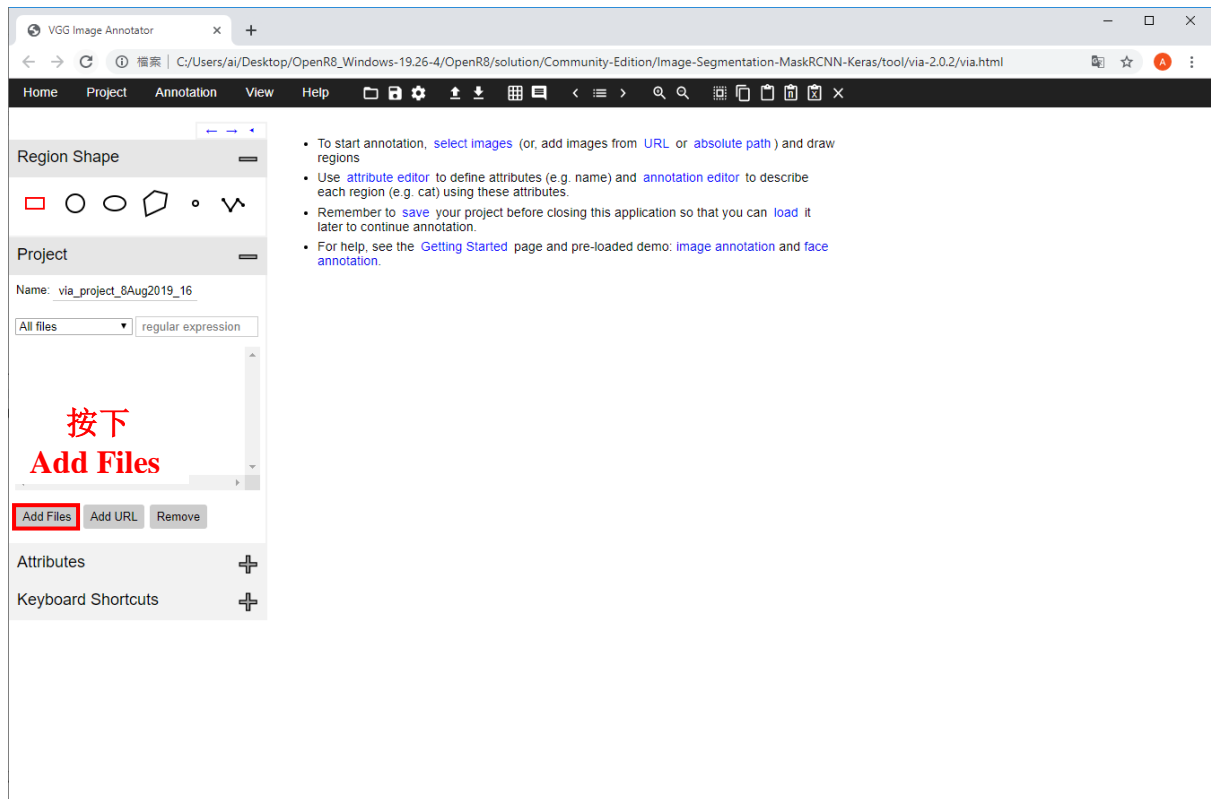 VGG Image Annotator
檔案 | C:/Users/ai/Desktop/OpenR8_Windows-19.26-4/OpenR8/solution/Community-Edition/Image-Segmentation-MaskRCNN-Keras/tool/via-2.0.2/via.html
A
Home Project Annotation View Help
Region Shape
Project
Name: via_project_8Aug2019_16
All files regular expression
按下
Add Files
Add Files Add URL Remove
Attributes
Keyboard Shortcuts
• To start annotation, select images (or, add images from URL or absolute path ) and draw
regions
• Use attribute editor to define attributes (e.g. name) and annotation editor to describe
each region (e.g. cat) using these attributes.
• Remember to save your project before closing this application so that you can load it
later to continue annotation.
• For help, see the Getting Started page and pre-loaded demo: image annotation and face
annotation.